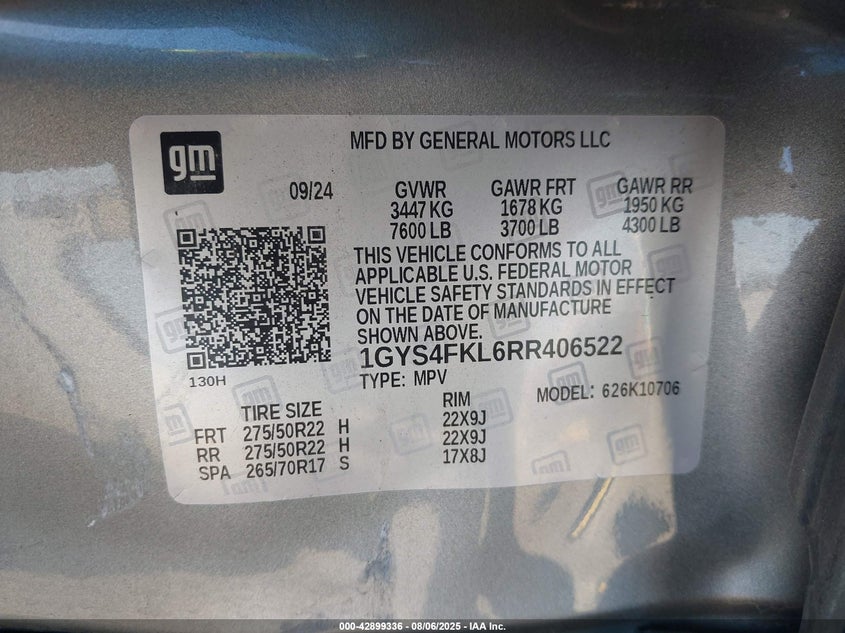 gm
MFD BY GENERAL MOTORS LLC
09/24
GVWR GAWR FRT GAWR RR
3447 KG 1678 KG 1950 KG
7600 LB 3700 LB 4300 LB
THIS VEHICLE CONFORMS TO ALL
APPLICABLE U.S. FEDERAL MOTOR
VEHICLE SAFETY STANDARDS IN EFFECT
ON THE DATE OF MANUFACTURE
SHOWN ABOVE.
1GYS4FKL6RR406522
TYPE: MPV
MODEL: 626K10706
130H
TIRE SIZE RIM
FRT 275/50R22 H 22X9J
RR 275/50R22 H 22X9J
SPA 265/70R17 S 17X8J
000-42899336 - 08/06/2025 - IAA Inc.